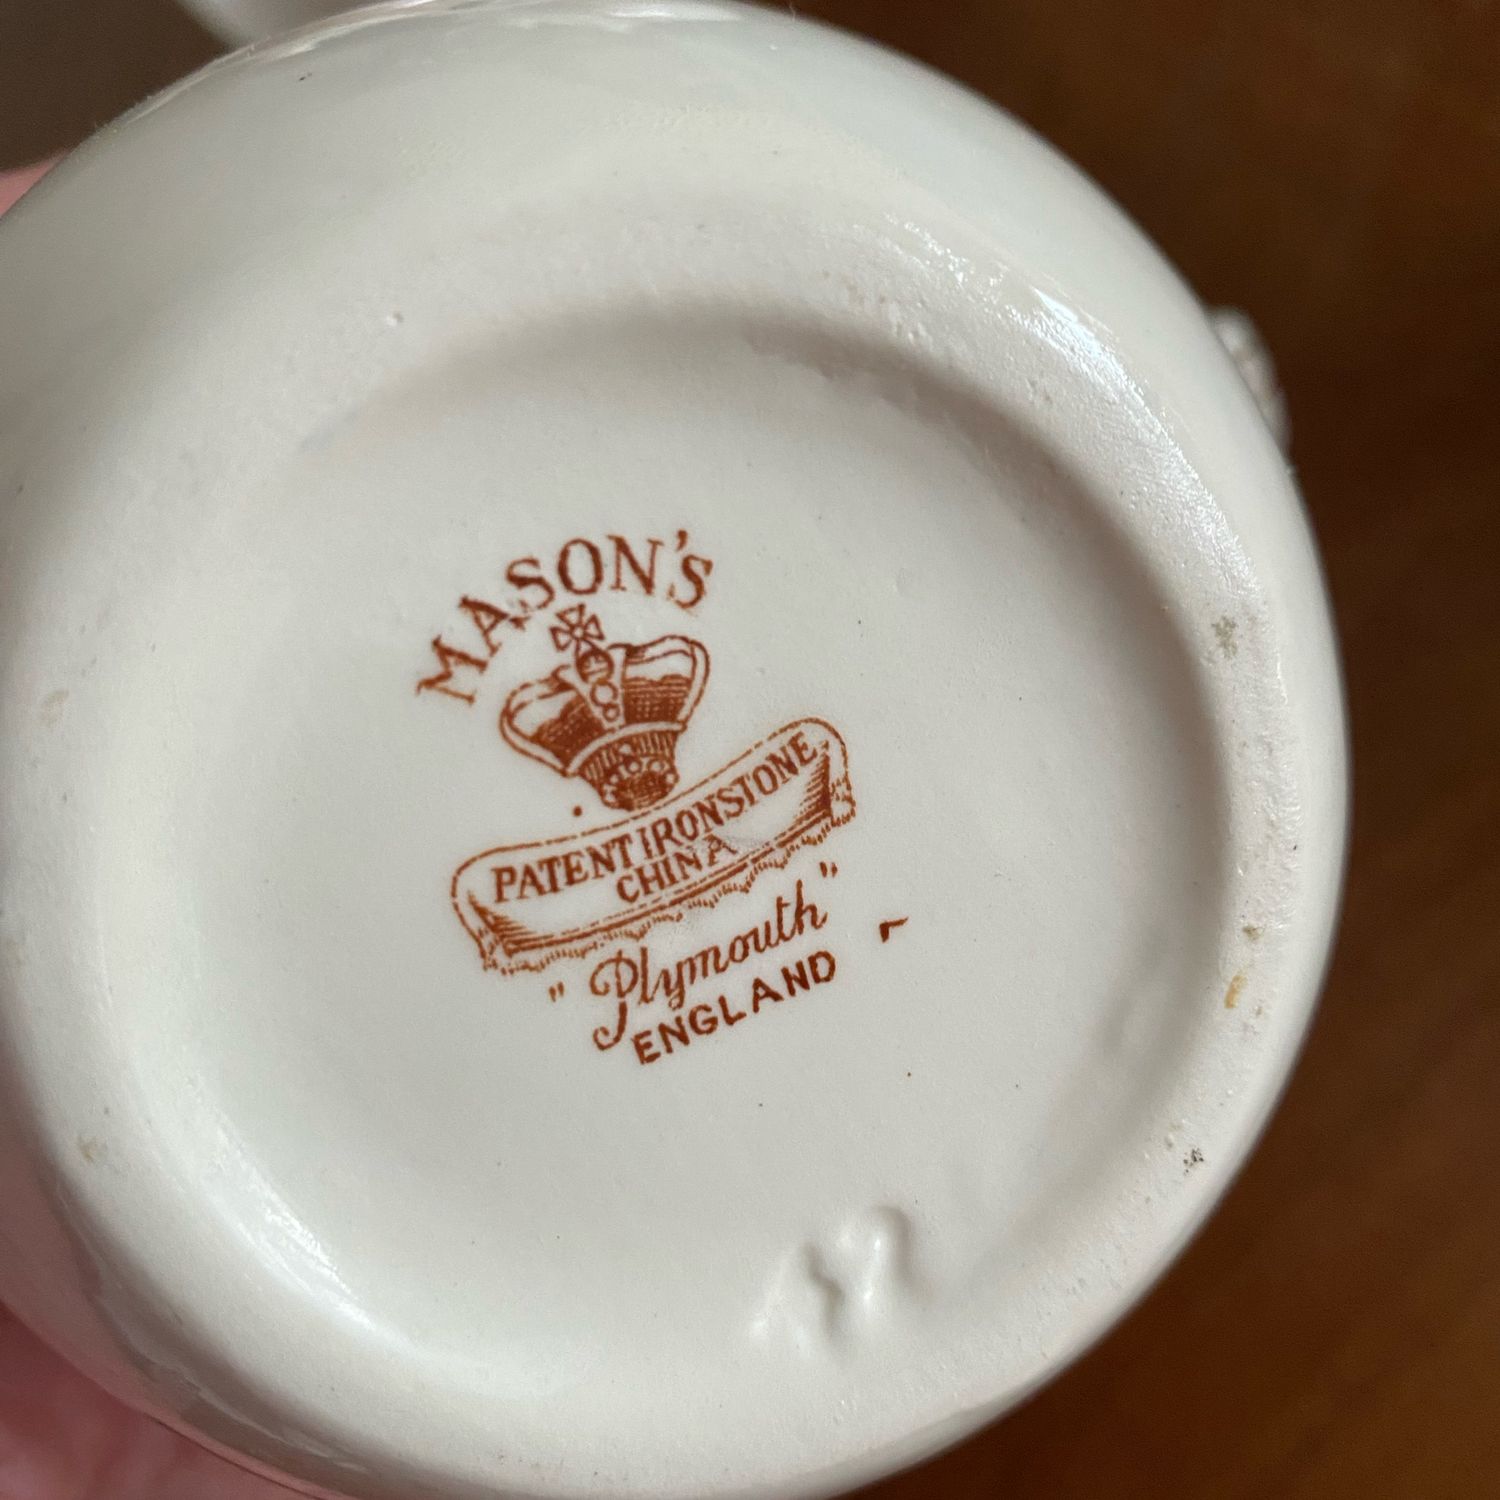 MASON'S
PATENT IRONSTONE
CHINA
"Plymouth"
ENGLAND